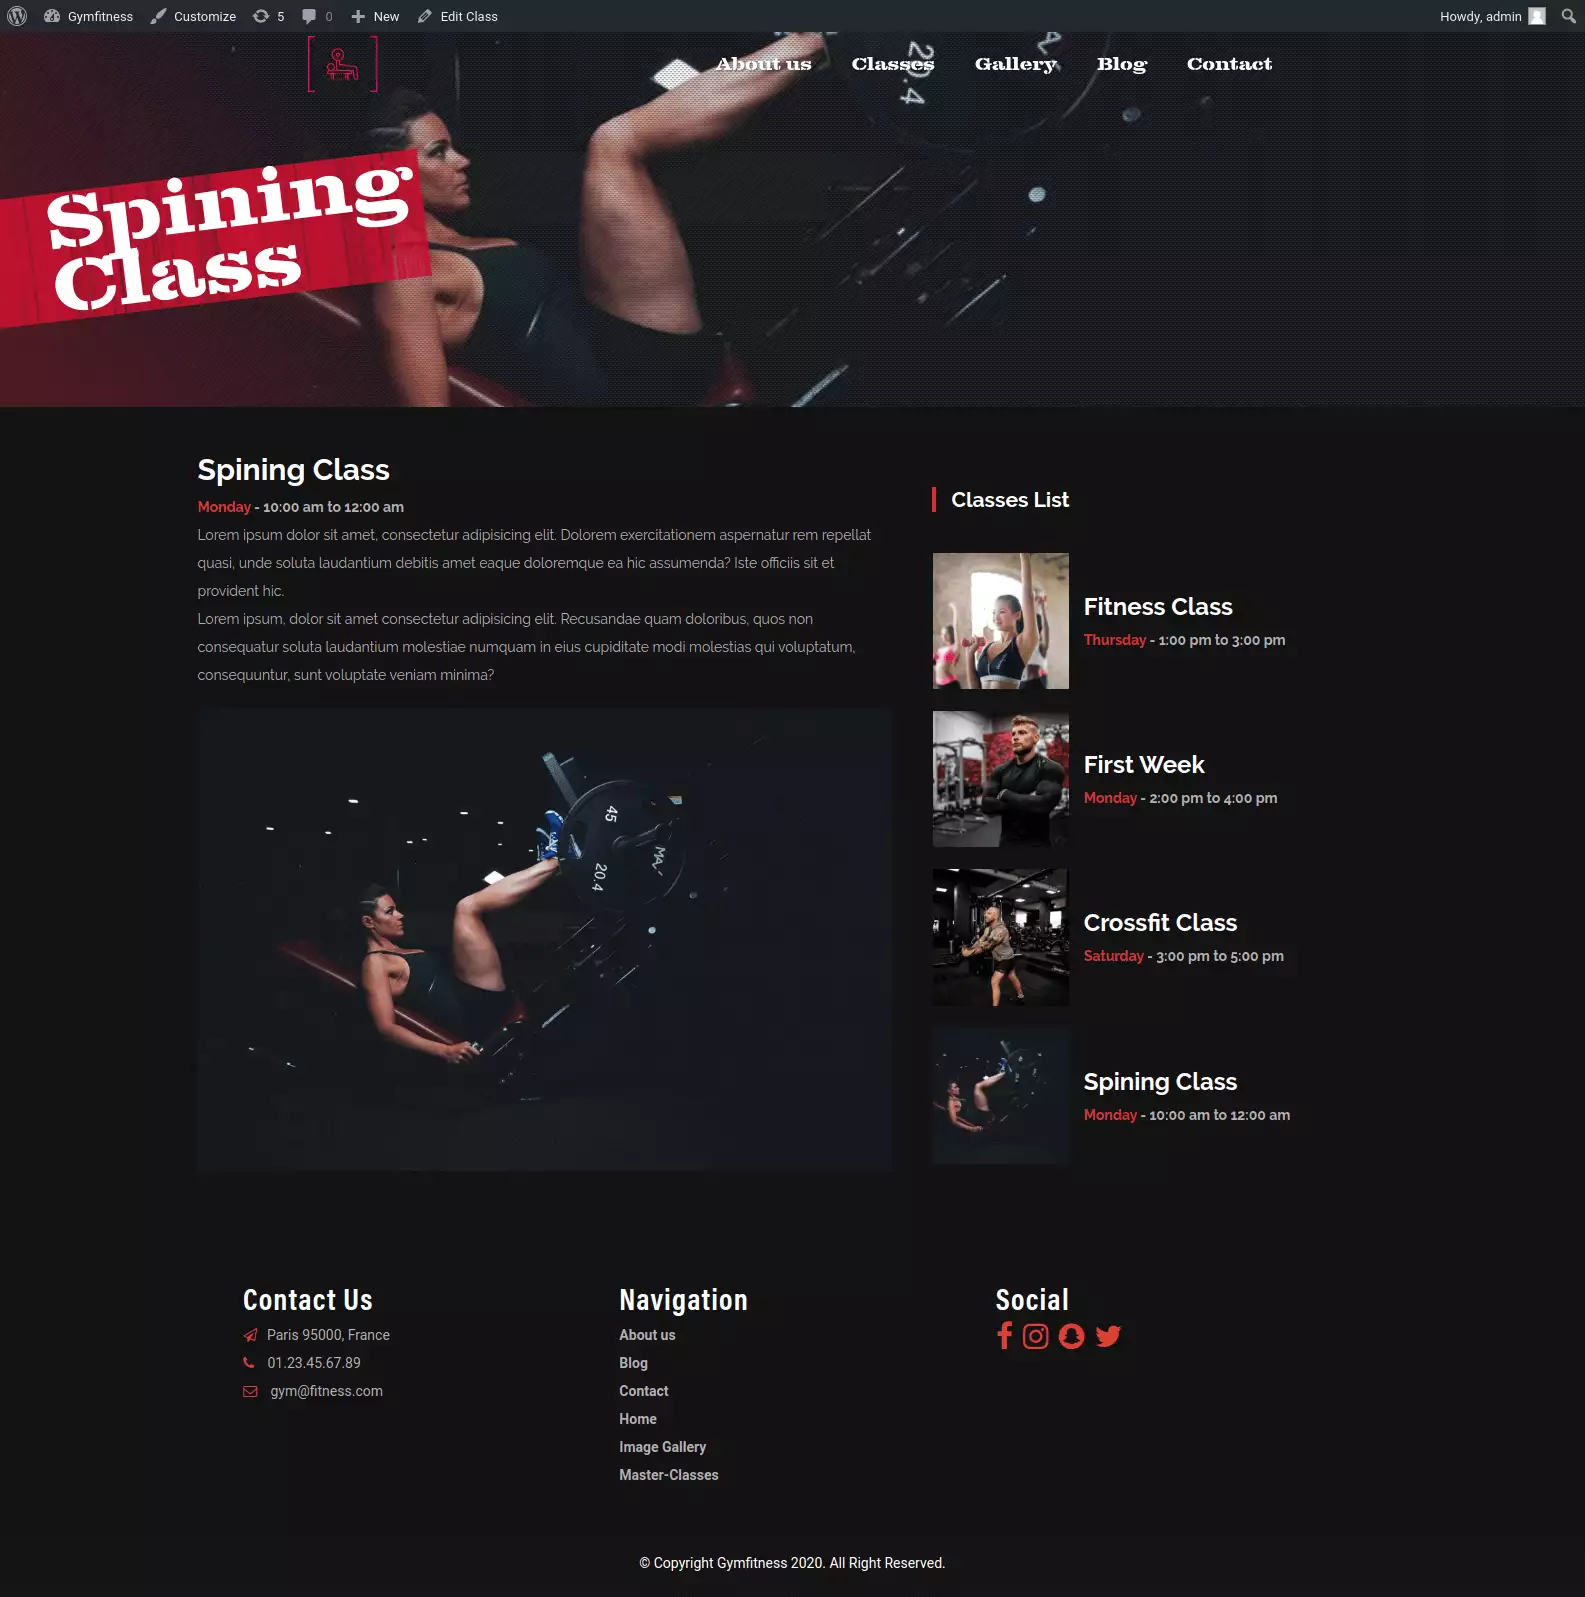 Gymfitness Customize 5 0 New Edit Class Howdy, admin
About us Classes Gallery Blog Contact
20.4
Spining
Class
Spining Class
Monday - 10:00 am to 12:00 am
Lorem ipsum dolor sit amet, consectetur adipisicing elit. Dolorem exercitationem aspernatur rem repellat
quasi, unde soluta laudantium debitis amet eaque doloremque ea hic assumenda? Iste officiis sit et
provident hic.
Lorem ipsum, dolor sit amet consectetur adipisicing elit. Recusandae quam doloribus, quos non
consequatur soluta laudantium molestiae numquam in eius cupiditate modi molestias qui voluptatum,
consequuntur, sunt voluptate veniam minima?
45
20.4
Classes List
Fitness Class
Thursday - 1:00 pm to 3:00 pm
First Week
Monday - 2:00 pm to 4:00 pm
Crossfit Class
Saturday - 3:00 pm to 5:00 pm
Spining Class
Monday - 10:00 am to 12:00 am
Contact Us
Paris 95000, France
01.23.45.67.89
gym@fitness.com
Navigation
About us
Blog
Contact
Home
Image Gallery
Master-Classes
Social
© Copyright Gymfitness 2020. All Right Reserved.